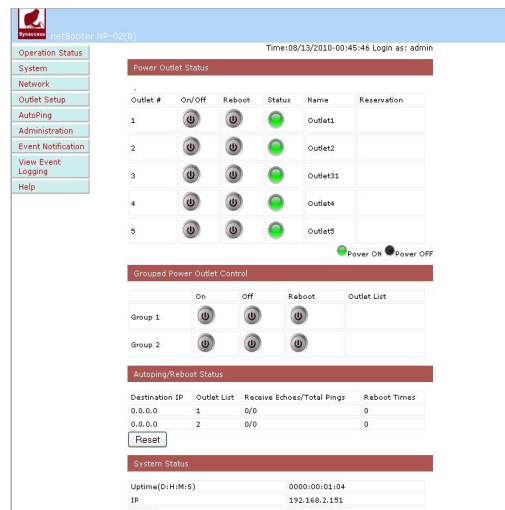 Synaccess
netBooter NP-02(B)
Time:08/13/2010-00:45:46 Login as: admin
Operation Status
System
Network
Outlet Setup
AutoPing
Administration
Event Notification
View Event
Logging
Help
Power Outlet Status
Outlet # On/Off Reboot Status Name Reservation
1 Outlet1
2 Outlet2
3 Outlet31
4 Outlet4
5 Outlet5
Power ON Power OFF
Grouped Power Outlet Control
On Off Reboot Outlet List
Group 1
Group 2
Autoping/Reboot Status
Destination IP Outlet List Receive Echoes/Total Pings Reboot Times
0.0.0.0 1 0/0 0
0.0.0.0 2 0/0 0
Reset
System Status
Uptime(D:H:M:S) 0000:00:01:04
IP 192.168.2.151